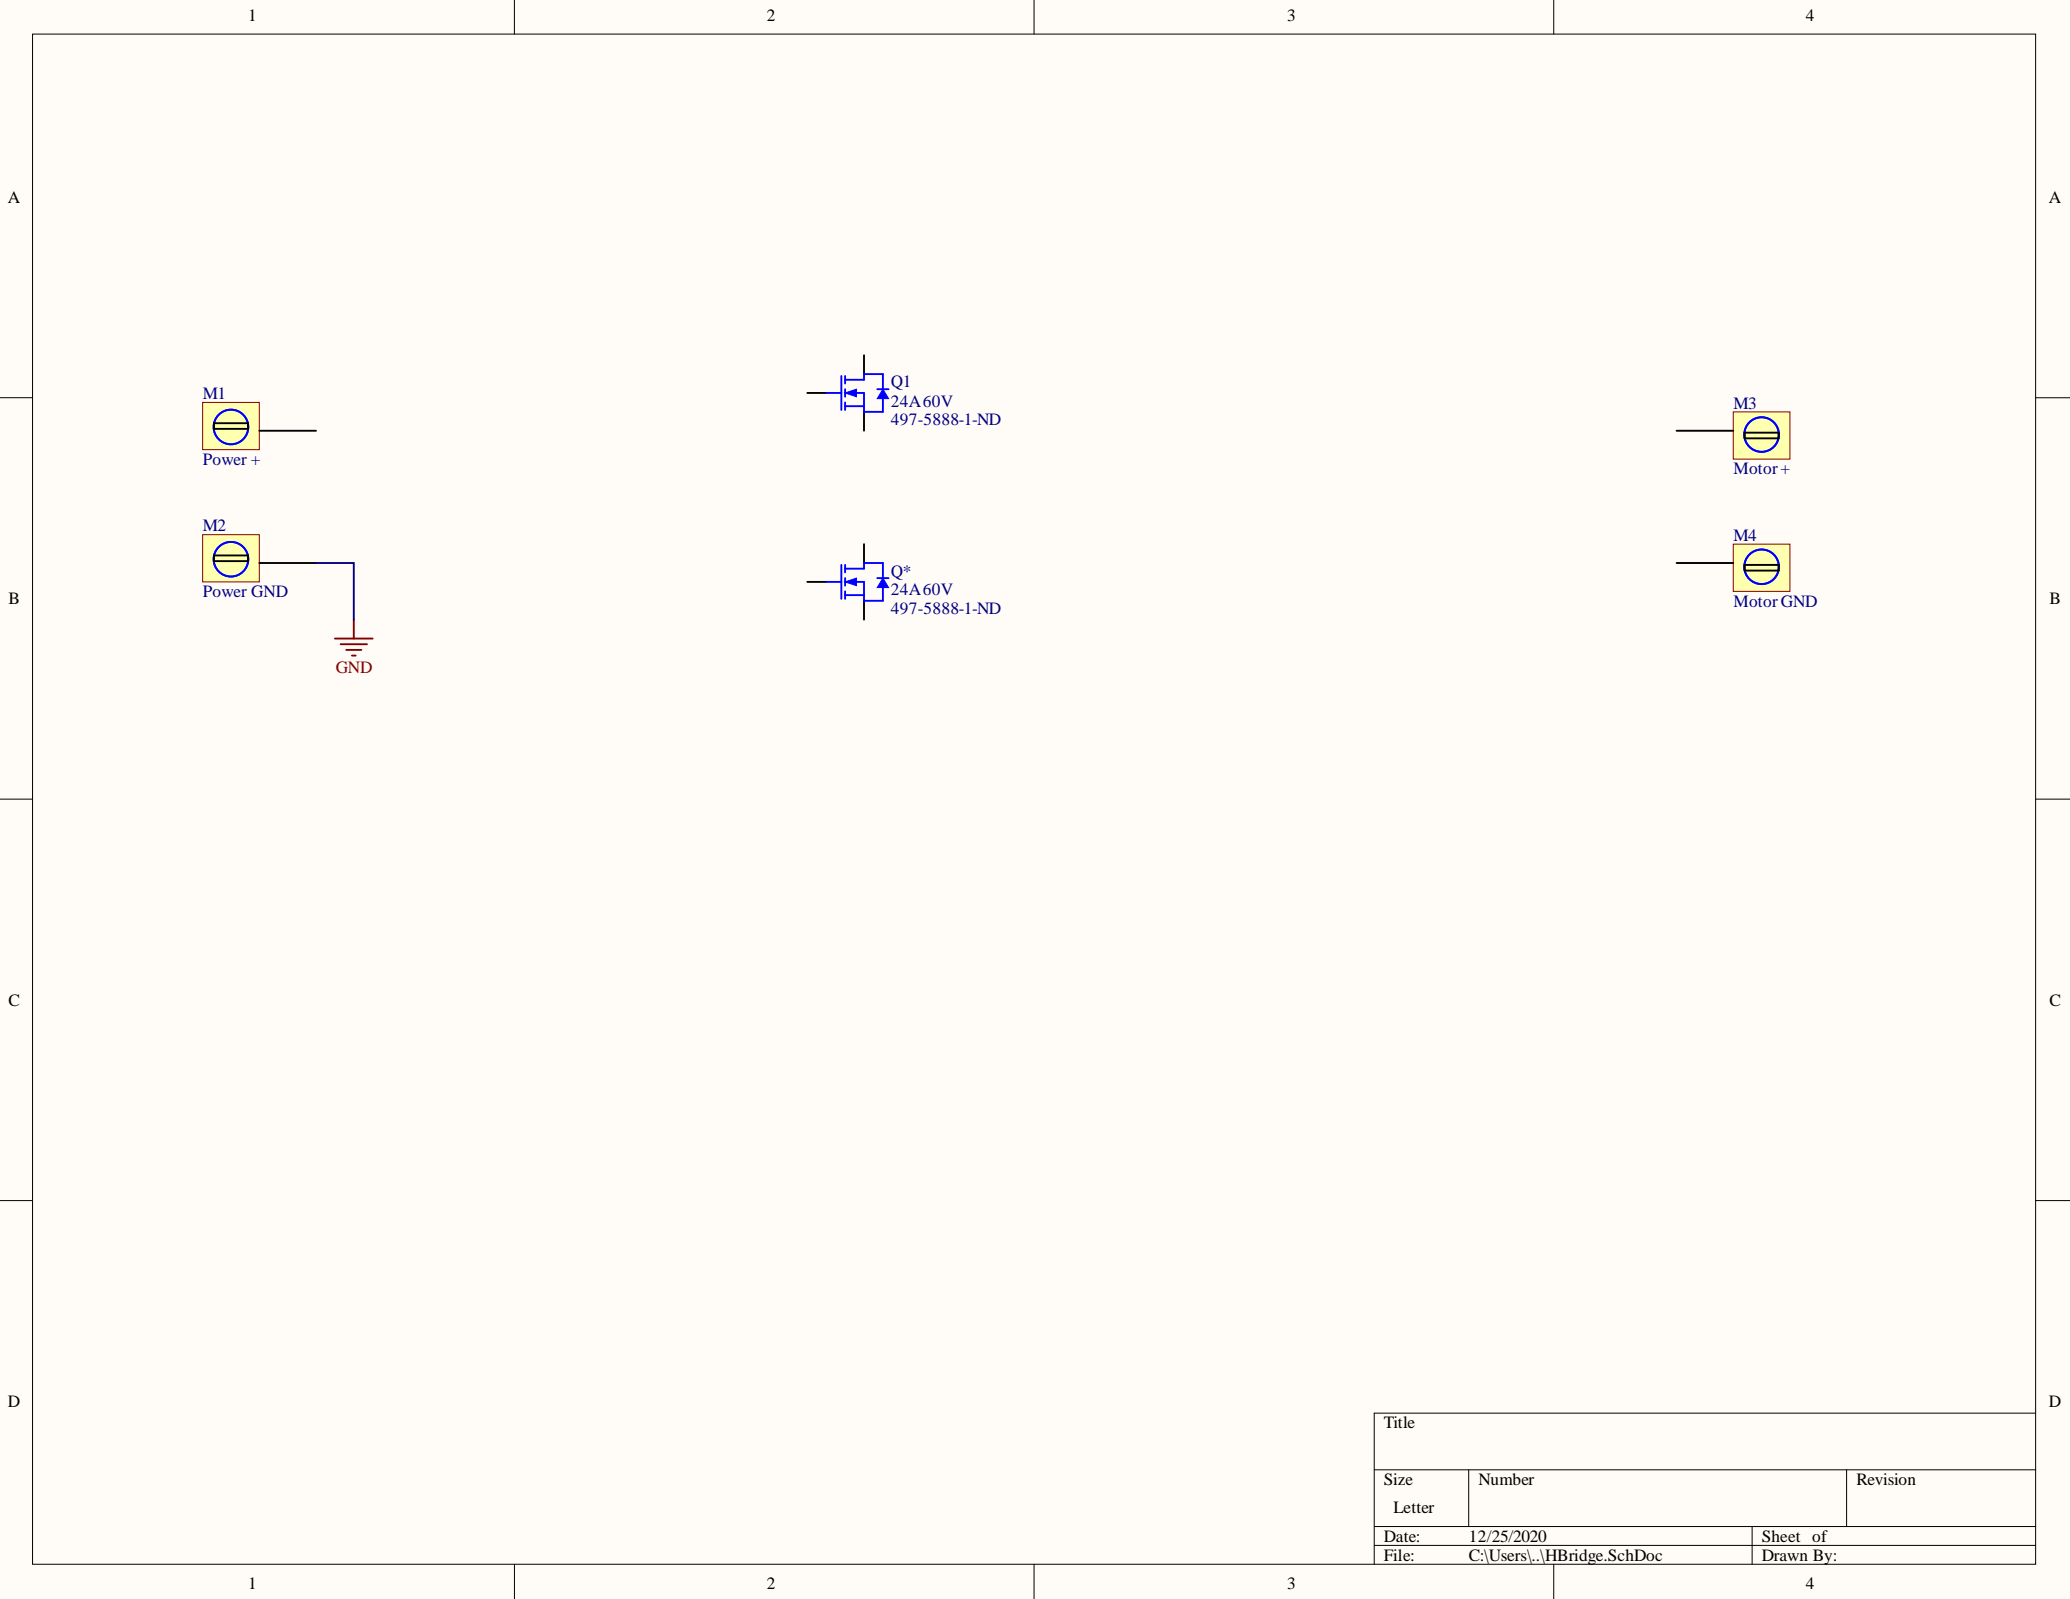 1 2 3 4
A A
M1
Power +
M2
Power GND
GND
Q1
24A 60V
497-5888-1-ND
Q*
24A 60V
497-5888-1-ND
M3
Motor +
M4
Motor GND
B B
C C
D D
Title
Size Number Revision
Letter
Date: 12/25/2020 Sheet of
File: C:\Users\..\HBridge.SchDoc Drawn By:
1 2 3 4